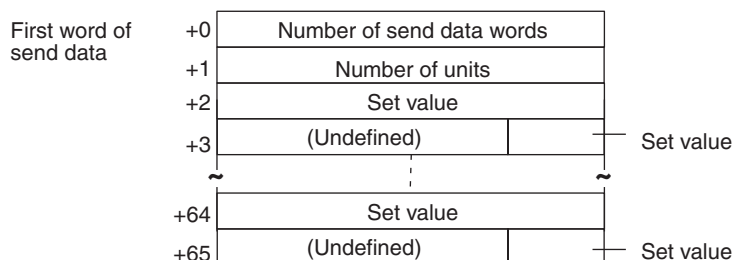 First word of
send data
+0 Number of send data words
+1 Number of units
+2 Set value
+3 (Undefined) Set value
~ ~
+64 Set value
+65 (Undefined) Set value